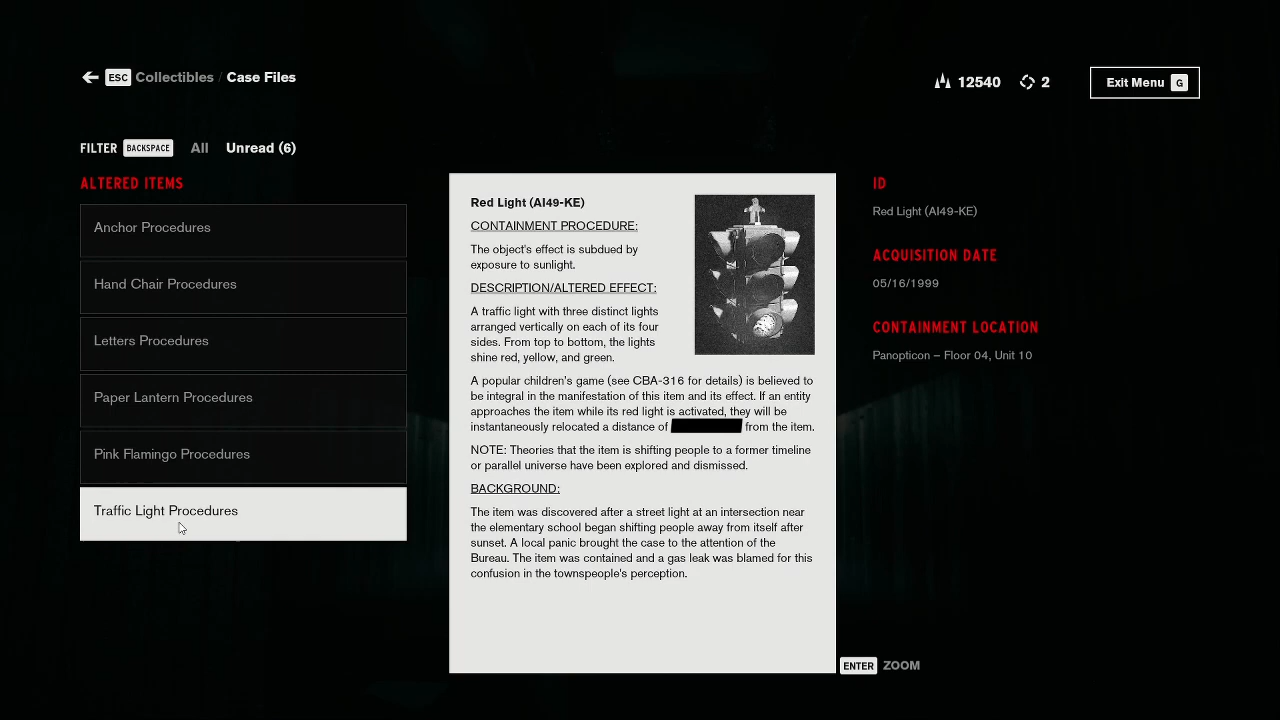 ESC Collectibles / Case Files
12540 2 Exit Menu G
FILTER BACKSPACE All Unread (6)
ALTERED ITEMS
Anchor Procedures
Hand Chair Procedures
Letters Procedures
Paper Lantern Procedures
Pink Flamingo Procedures
Traffic Light Procedures
Red Light (AI49-KE)
CONTAINMENT PROCEDURE:
The object's effect is subdued by
exposure to sunlight.
DESCRIPTION/ALTERED EFFECT:
A traffic light with three distinct lights
arranged vertically on each of its four
sides. From top to bottom, the lights
shine red, yellow, and green.
A popular children's game (see CBA-316 for details) is believed to
be integral in the manifestation of this item and its effect. If an entity
approaches the item while its red light is activated, they will be
instantaneously relocated a distance of from the item.
NOTE: Theories that the item is shifting people to a former timeline
or parallel universe have been explored and dismissed.
BACKGROUND:
The item was discovered after a street light at an intersection near
the elementary school began shifting people away from itself after
sunset. A local panic brought the case to the attention of the
Bureau. The item was contained and a gas leak was blamed for this
confusion in the townspeople's perception.
ID
Red Light (AI49-KE)
ACQUISITION DATE
05/16/1999
CONTAINMENT LOCATION
Panopticon – Floor 04, Unit 10
ENTER ZOOM